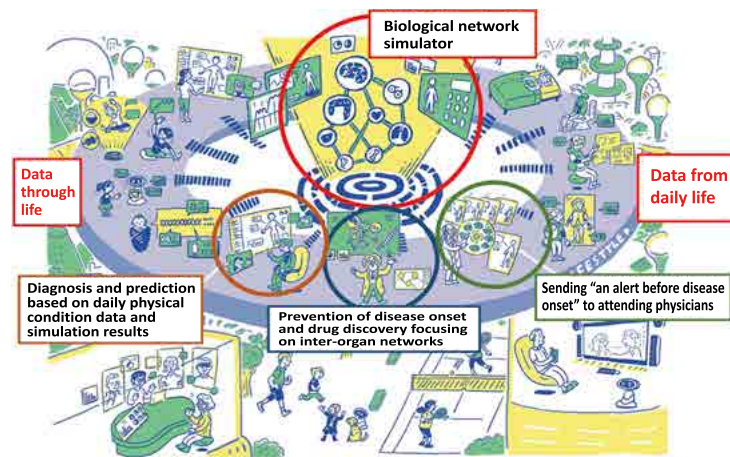 Biological network
simulator
Data
through
life
Data from
daily life
Diagnosis and prediction
based on daily physical
condition data and
simulation results
Prevention of disease onset
and drug discovery focusing
on inter-organ networks
Sending “an alert before disease
onset” to attending physicians